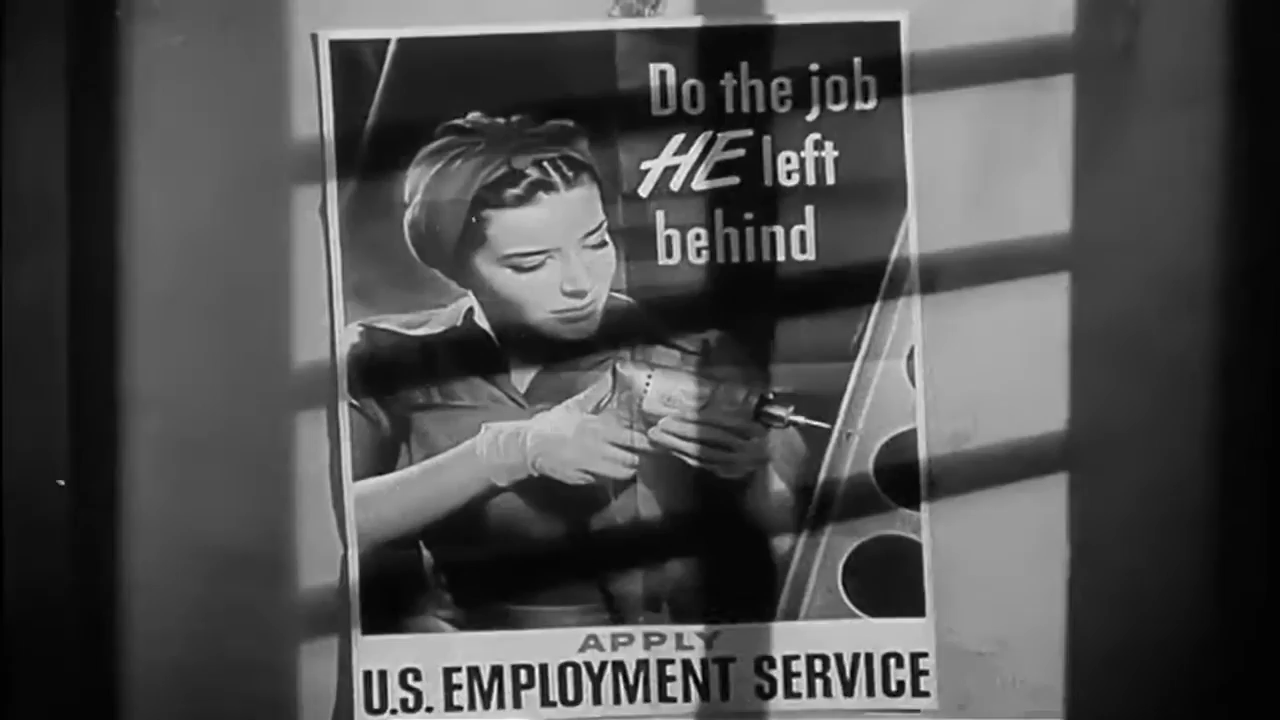 Do the job
HE left
behind
APPLY
U.S. EMPLOYMENT SERVICE